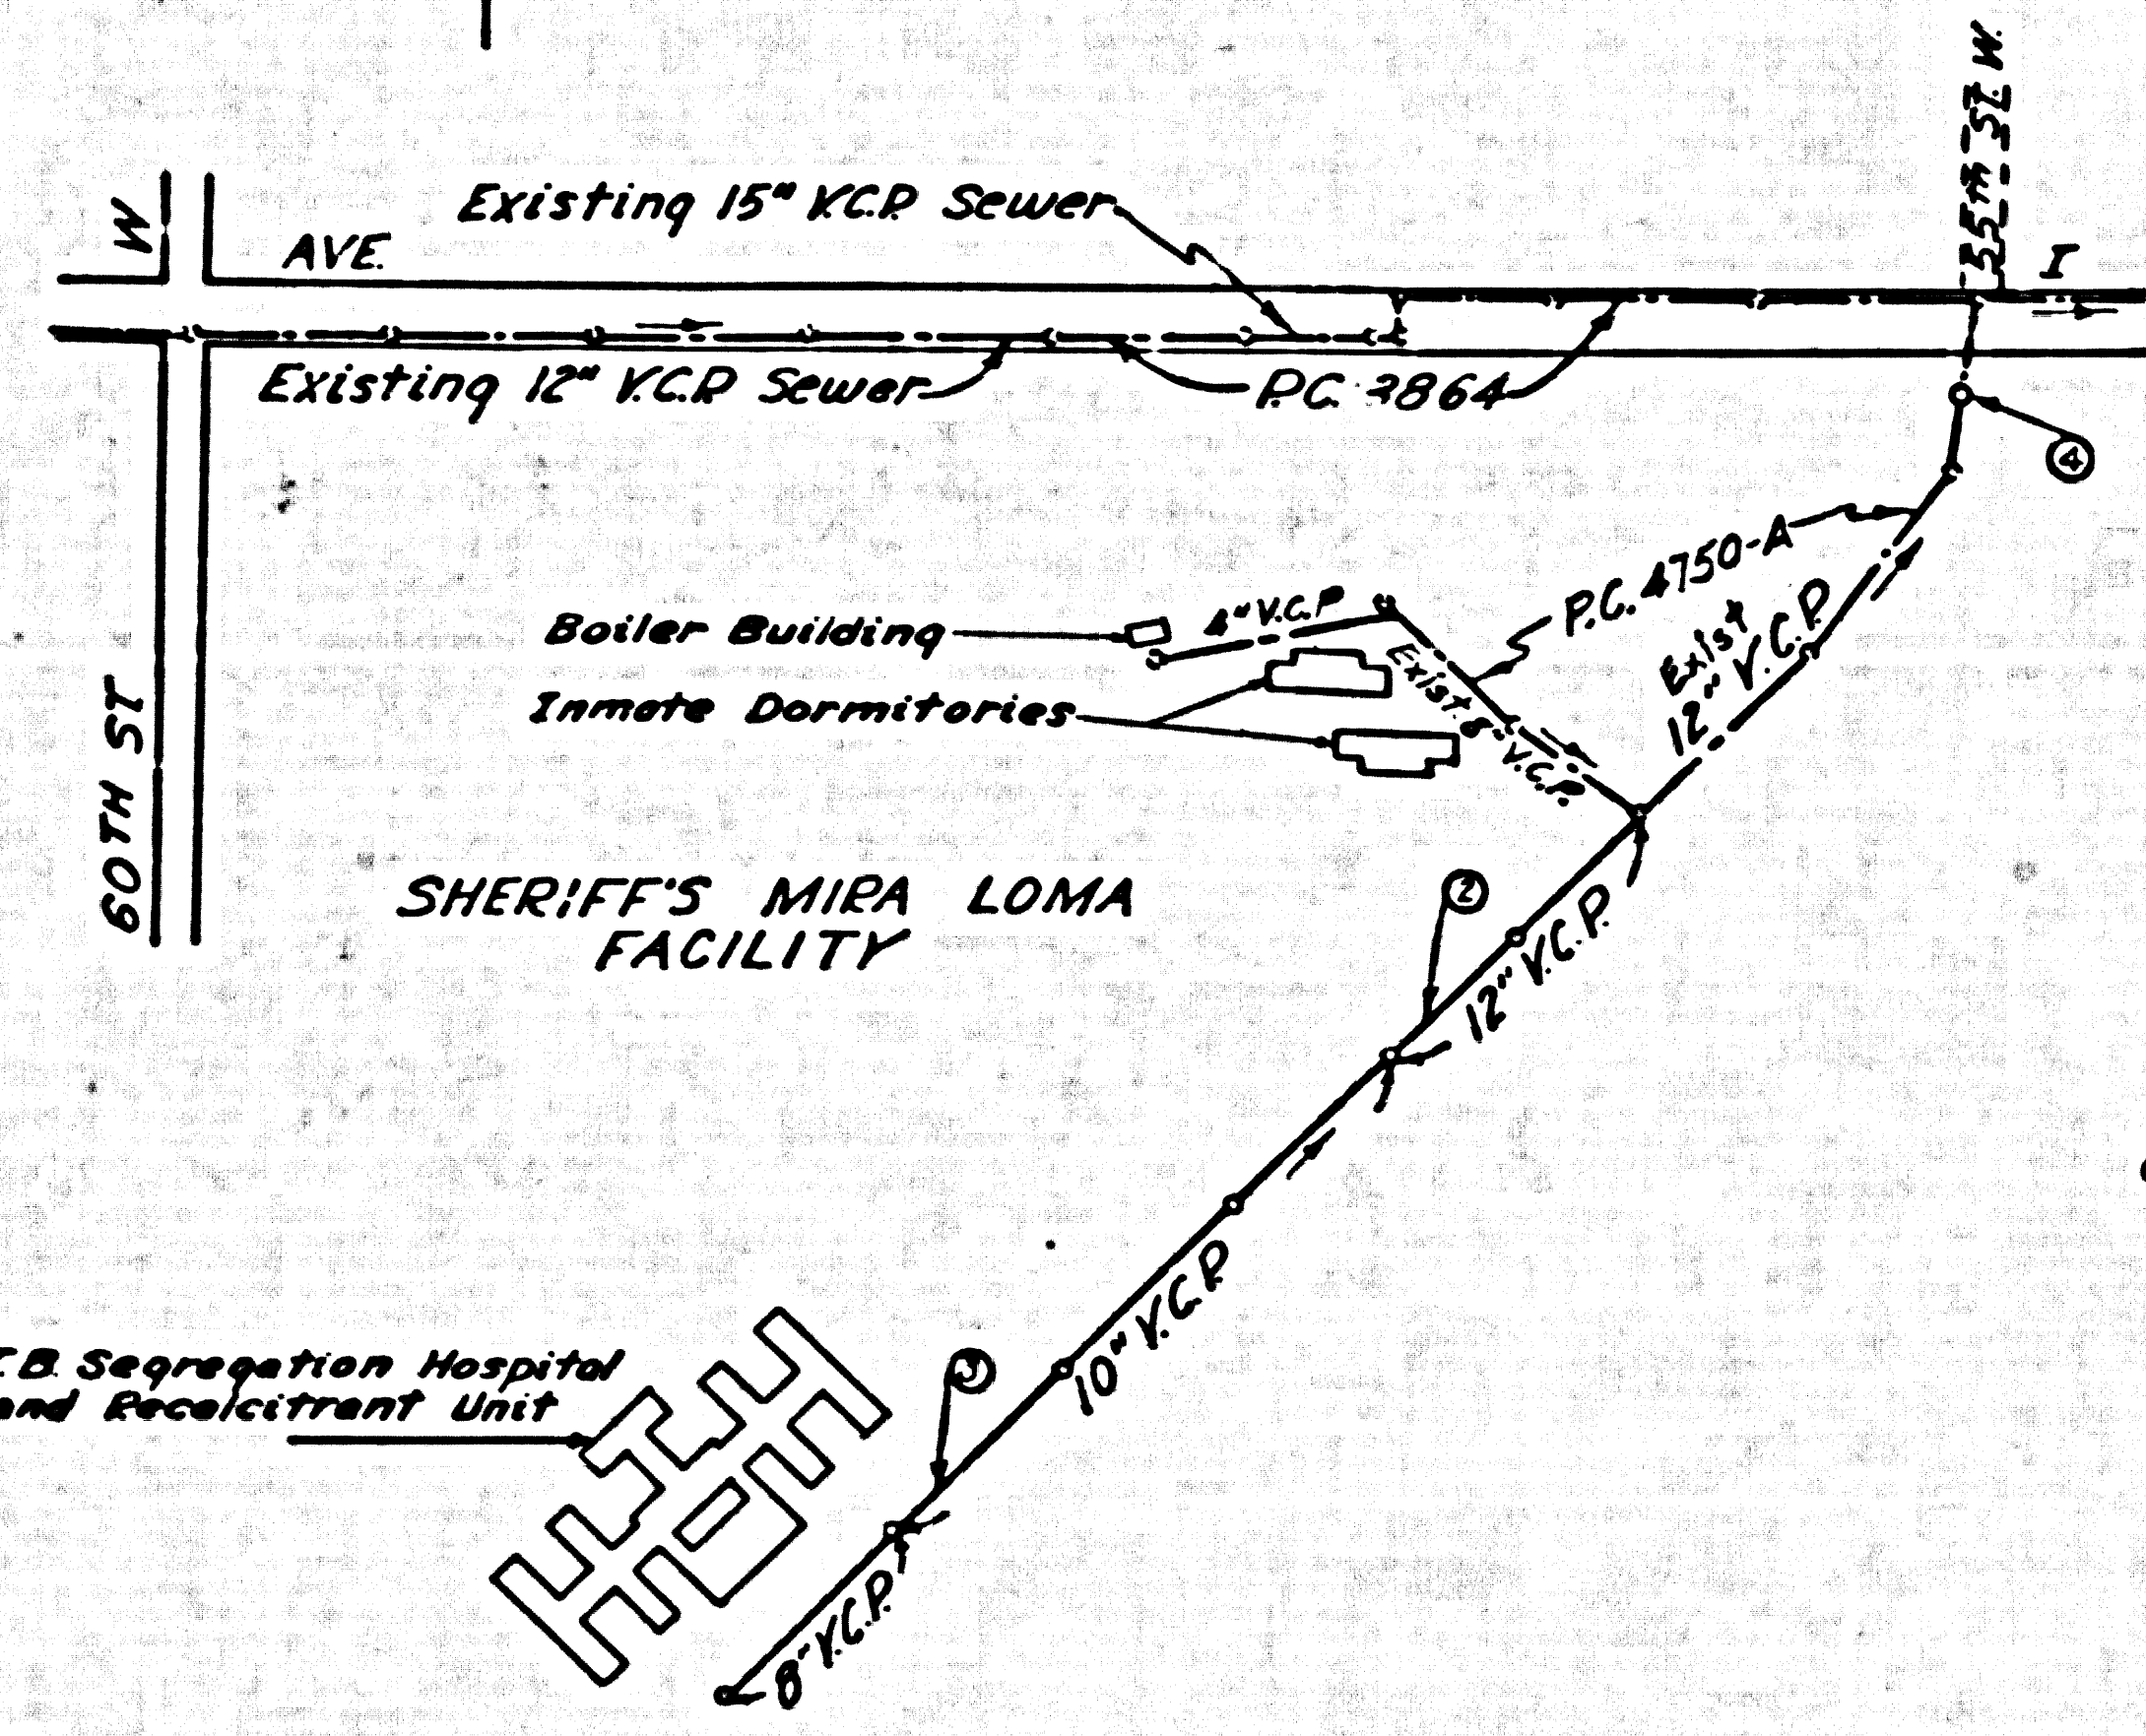 55TH ST. W.
W
Existing 15" V.C.P. Sewer
AVE.
I
Existing 12" V.C.P. Sewer
P.C. 3864
4
P.C. 4750-A
Boiler Building
4" V.C.P.
Exist
12" V.C.P.
Exist. 8" V.C.P.
Inmate Dormitories
60TH ST
SHERIFF'S MIRA LOMA
FACILITY
2
12" V.C.P.
10" V.C.P.
T.B. Segregation Hospital
and Recalcitrant Unit
3
8" V.C.P.